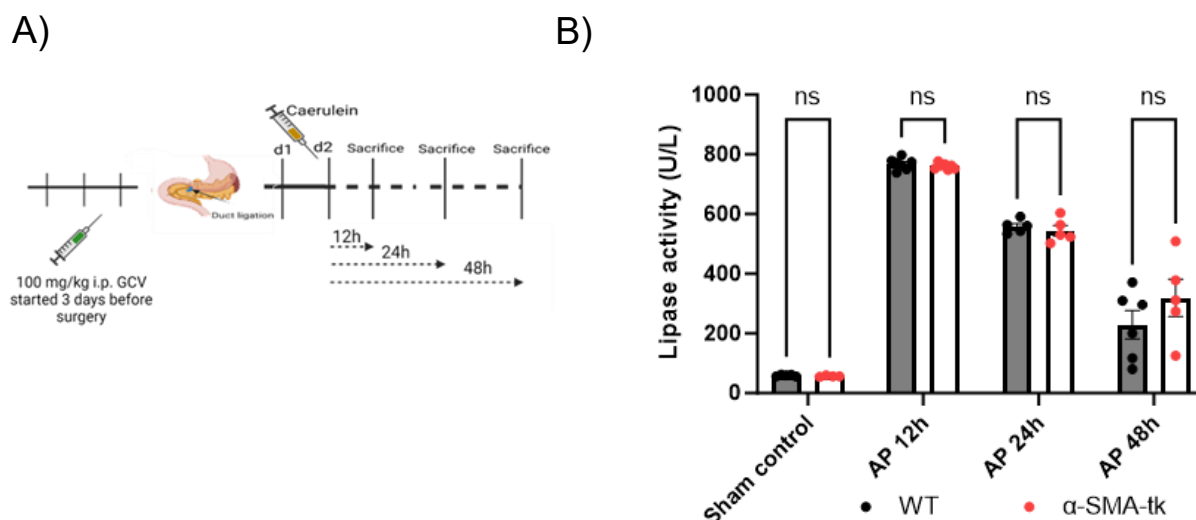 A)
Caerulein
d1
d2
Sacrifice
Sacrifice
Sacrifice
Duct ligation
12h
24h
48h
100 mg/kg i.p. GCV
started 3 days before
surgery
B)
Lipase activity (U/L)
1000
800
600
400
200
0
ns
ns
ns
ns
Sham control
AP 12h
AP 24h
AP 48h
WT
α-SMA-tk